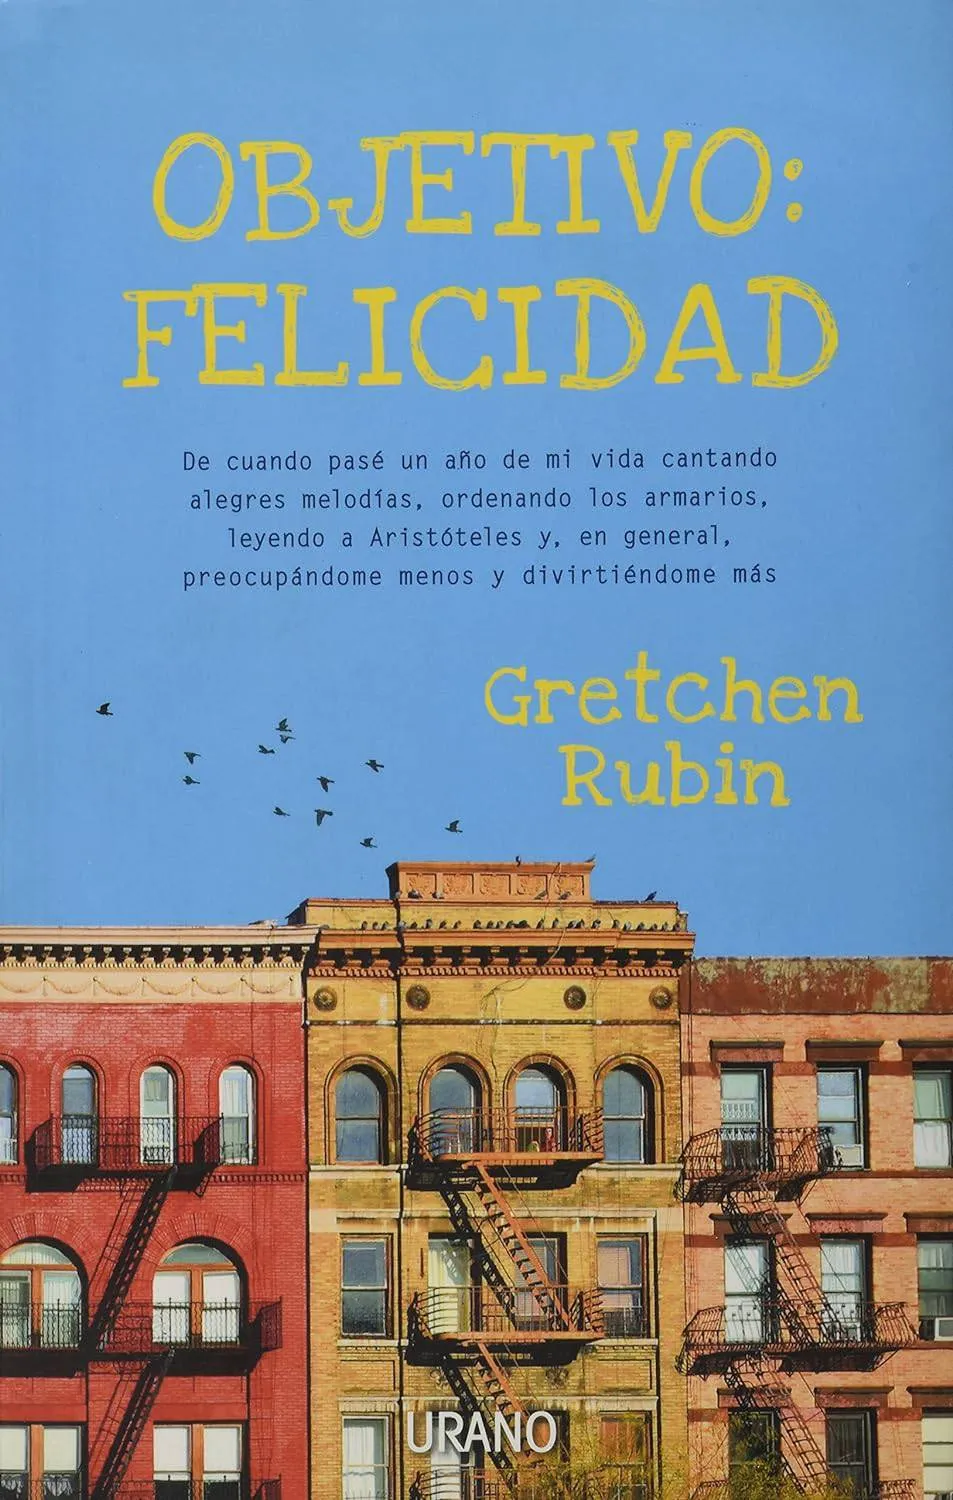 OBJETIVO:
FELICIDAD
De cuando pasé un año de mi vida cantando
alegres melodías, ordenando los armarios,
leyendo a Aristóteles y, en general,
preocupándome menos y divirtiéndome más
Gretchen
Rubin
URANO